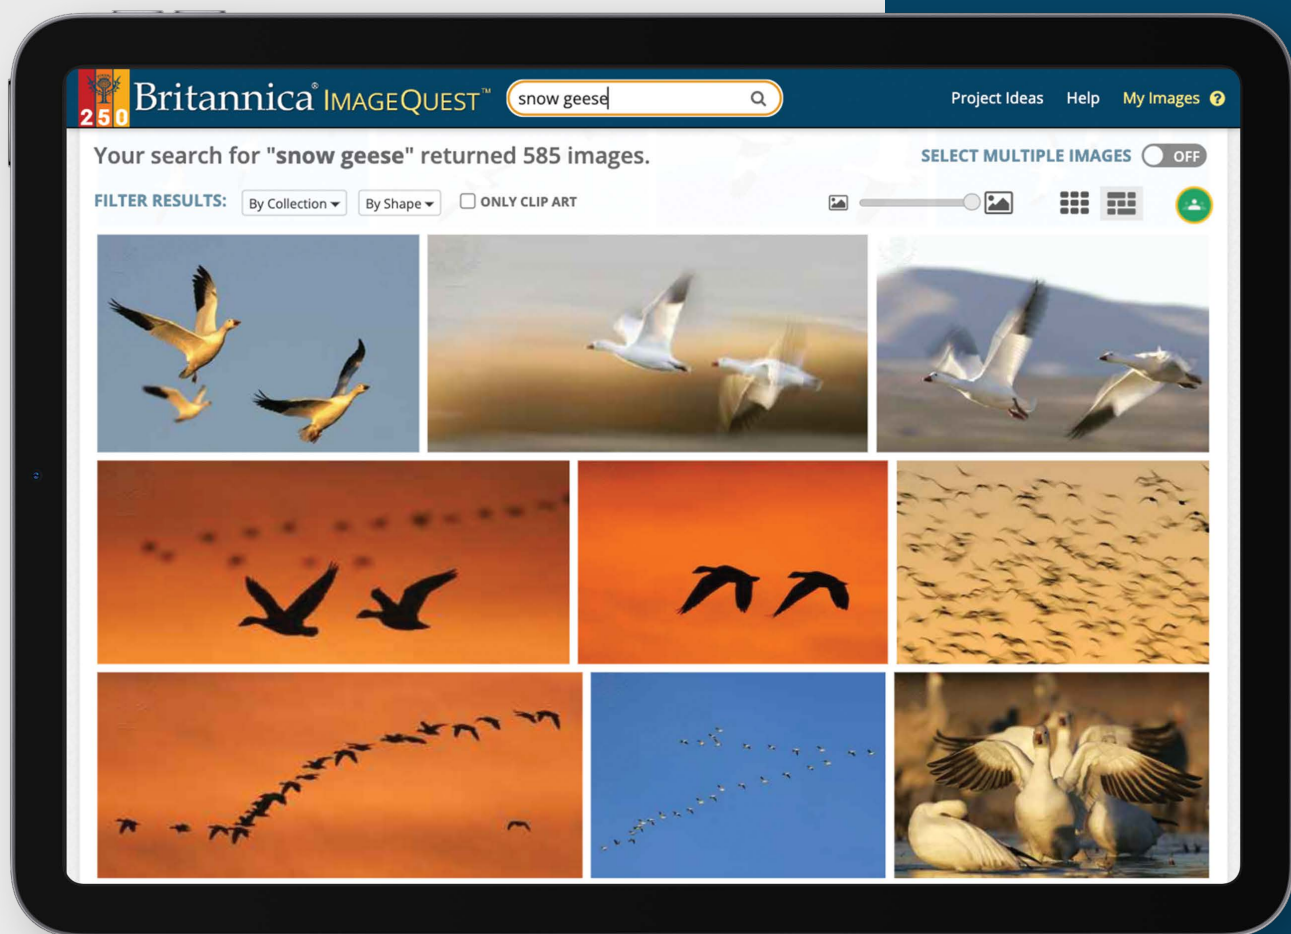 Britannica® IMAGEQUEST™
250
snow geese
Project Ideas Help My Images ?
Your search for "snow geese" returned 585 images.
SELECT MULTIPLE IMAGES OFF
FILTER RESULTS: By Collection By Shape ONLY CLIP ART